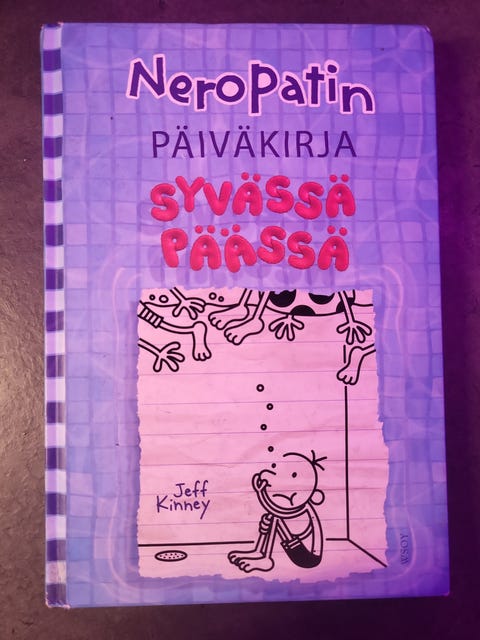 Neropatin
PÄIVÄKIRJA
SYVÄSSÄ
PÄÄSSÄ
Jeff
Kinney
WSOY